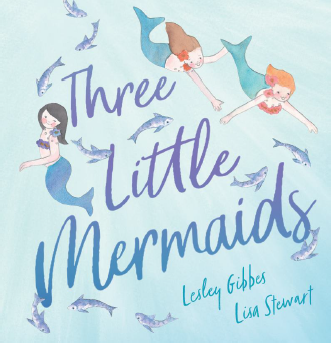 Three
Little
Mermaids
Lesley Gibbes
Lisa Stewart